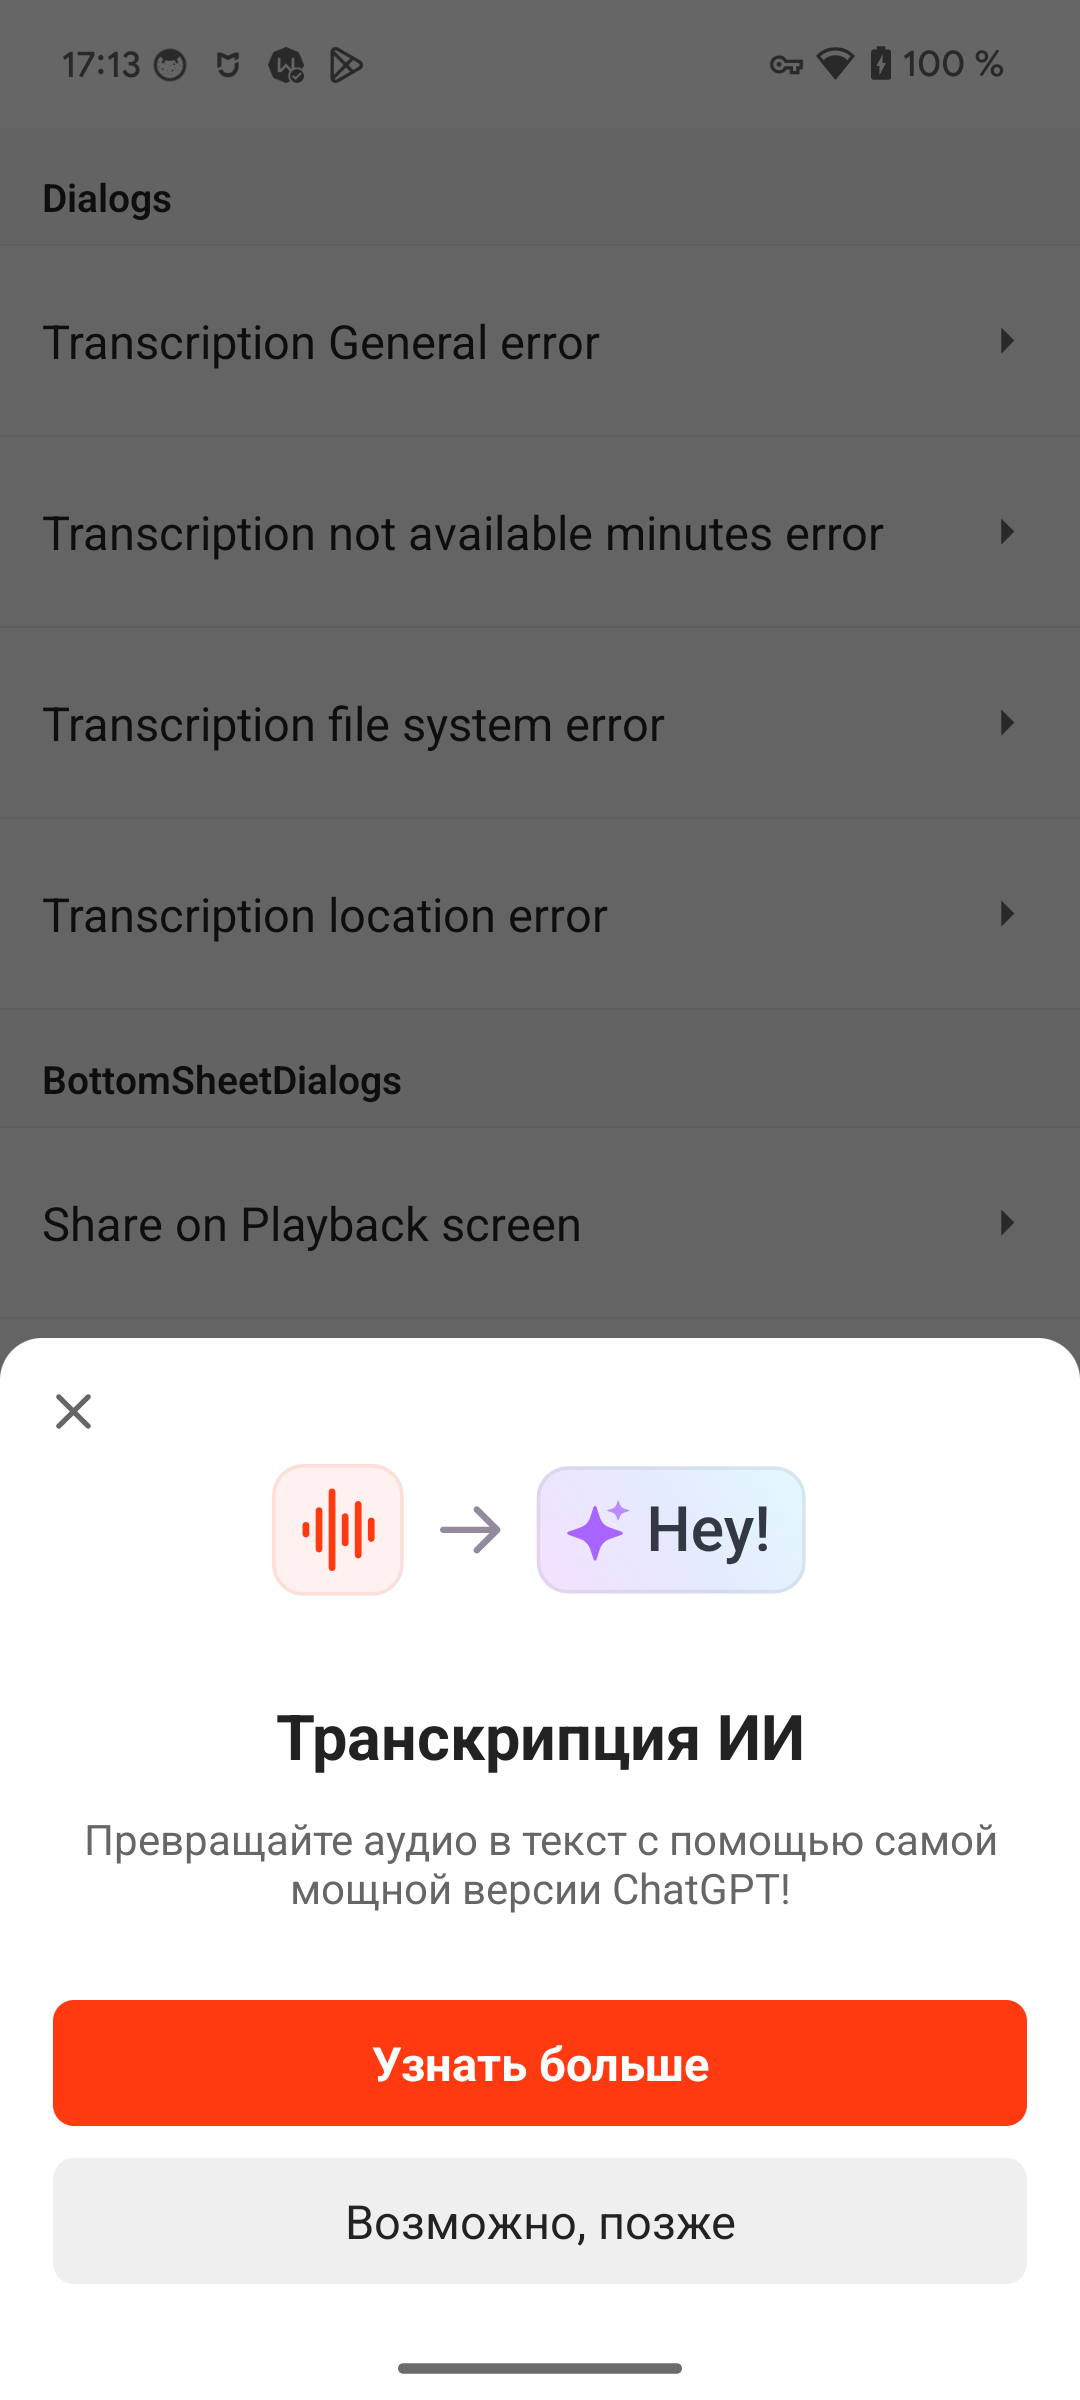 17:13 100 %
Dialogs
Transcription General error
Transcription not available minutes error
Transcription file system error
Transcription location error
BottomSheetDialogs
Share on Playback screen
Hey!
Транскрипция ИИ
Превращайте аудио в текст с помощью самой
мощной версии ChatGPT!
Узнать больше
Возможно, позже